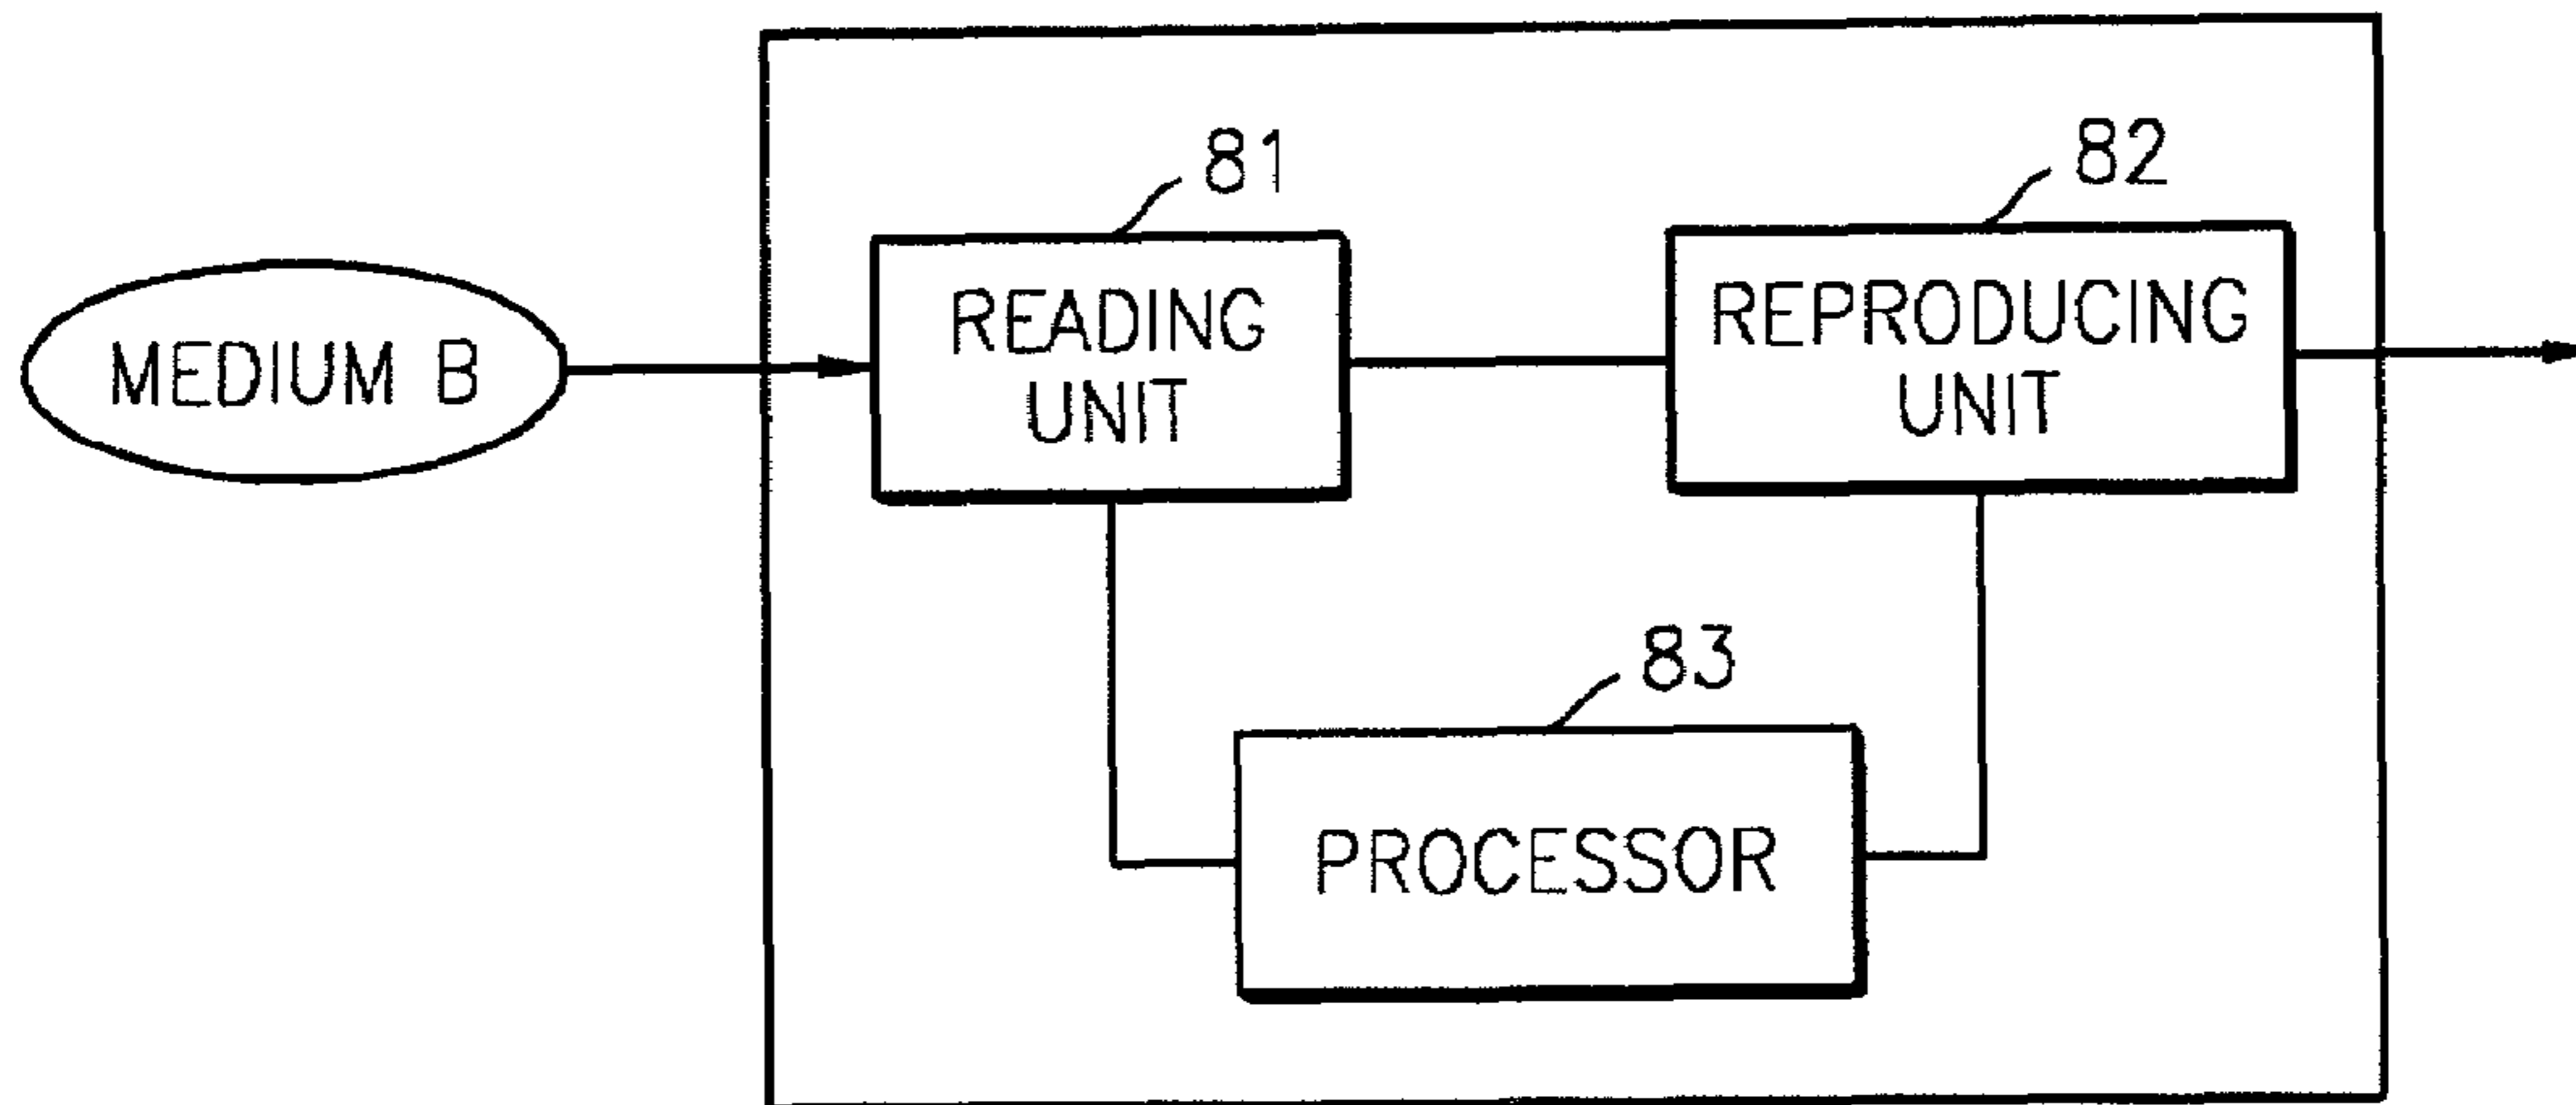 81
82
MEDIUM B
READING
UNIT
REPRODUCING
UNIT
83
PROCESSOR